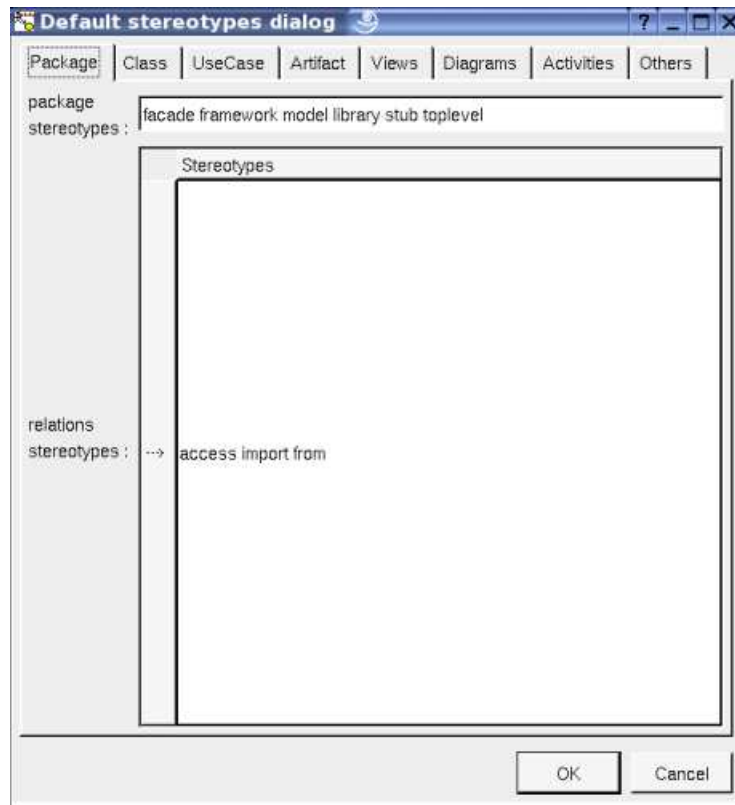 Default stereotypes dialog
Package Class UseCase Artifact Views Diagrams Activities Others
package
stereotypes :
facade framework model library stub toplevel
Stereotypes
relations
stereotypes :
--> access import from
OK Cancel